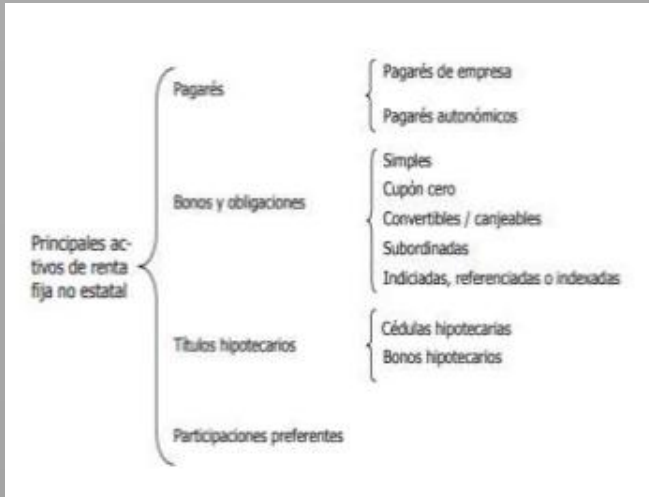 Principales ac-
tivos de renta
fija no estatal
Pagarés
Pagarés de empresa
Pagarés autonómicos
Bonos y obligaciones
Simples
Cupón cero
Convertibles / canjeables
Subordinadas
Indiciadas, referenciadas o indexadas
Títulos hipotecarios
Cédulas hipotecarias
Bonos hipotecarios
Participaciones preferentes